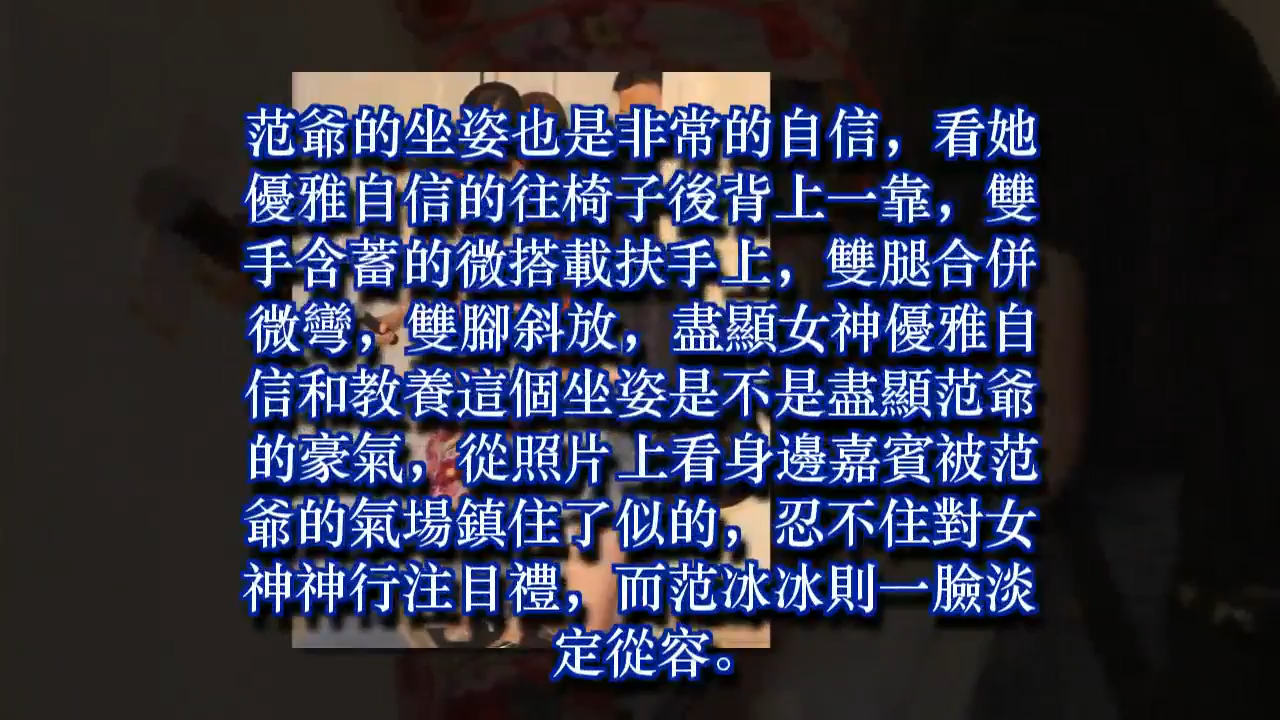 范爺的坐姿也是非常的自信，看她
優雅自信的往椅子後背上一靠，雙
手含蓄的微搭載扶手上，雙腿合併
微彎，雙腳斜放，盡顯女神優雅自
信和教養這個坐姿是不是盡顯范爺
的豪氣，從照片上看身邊嘉賓被范
爺的氣場鎮住了似的，忍不住對女
神神行注目禮，而范冰冰則一臉淡
定從容。